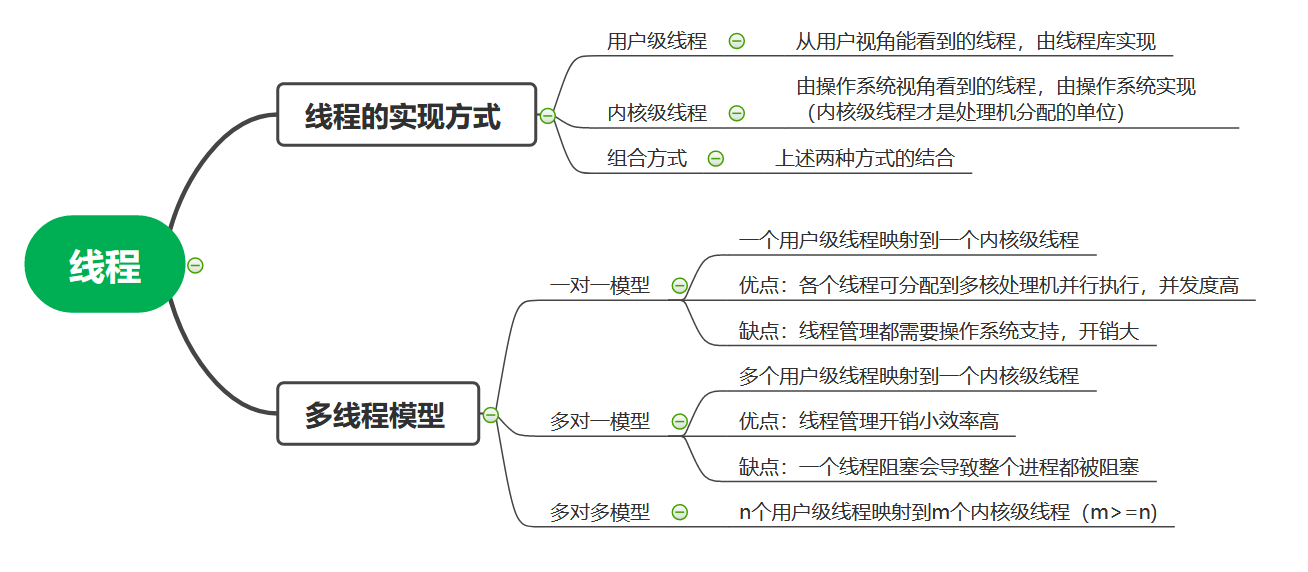 线程
线程的实现方式
用户级线程
从用户视角能看到的线程，由线程库实现
内核级线程
由操作系统视角看到的线程，由操作系统实现
（内核级线程才是处理机分配的单位）
组合方式
上述两种方式的结合
多线程模型
一对一模型
一个用户级线程映射到一个内核级线程
优点：各个线程可分配到多核处理机并行执行，并发度高
缺点：线程管理都需要操作系统支持，开销大
多对一模型
多个用户级线程映射到一个内核级线程
优点：线程管理开销小效率高
缺点：一个线程阻塞会导致整个进程都被阻塞
多对多模型
n个用户级线程映射到m个内核级线程（m>=n)